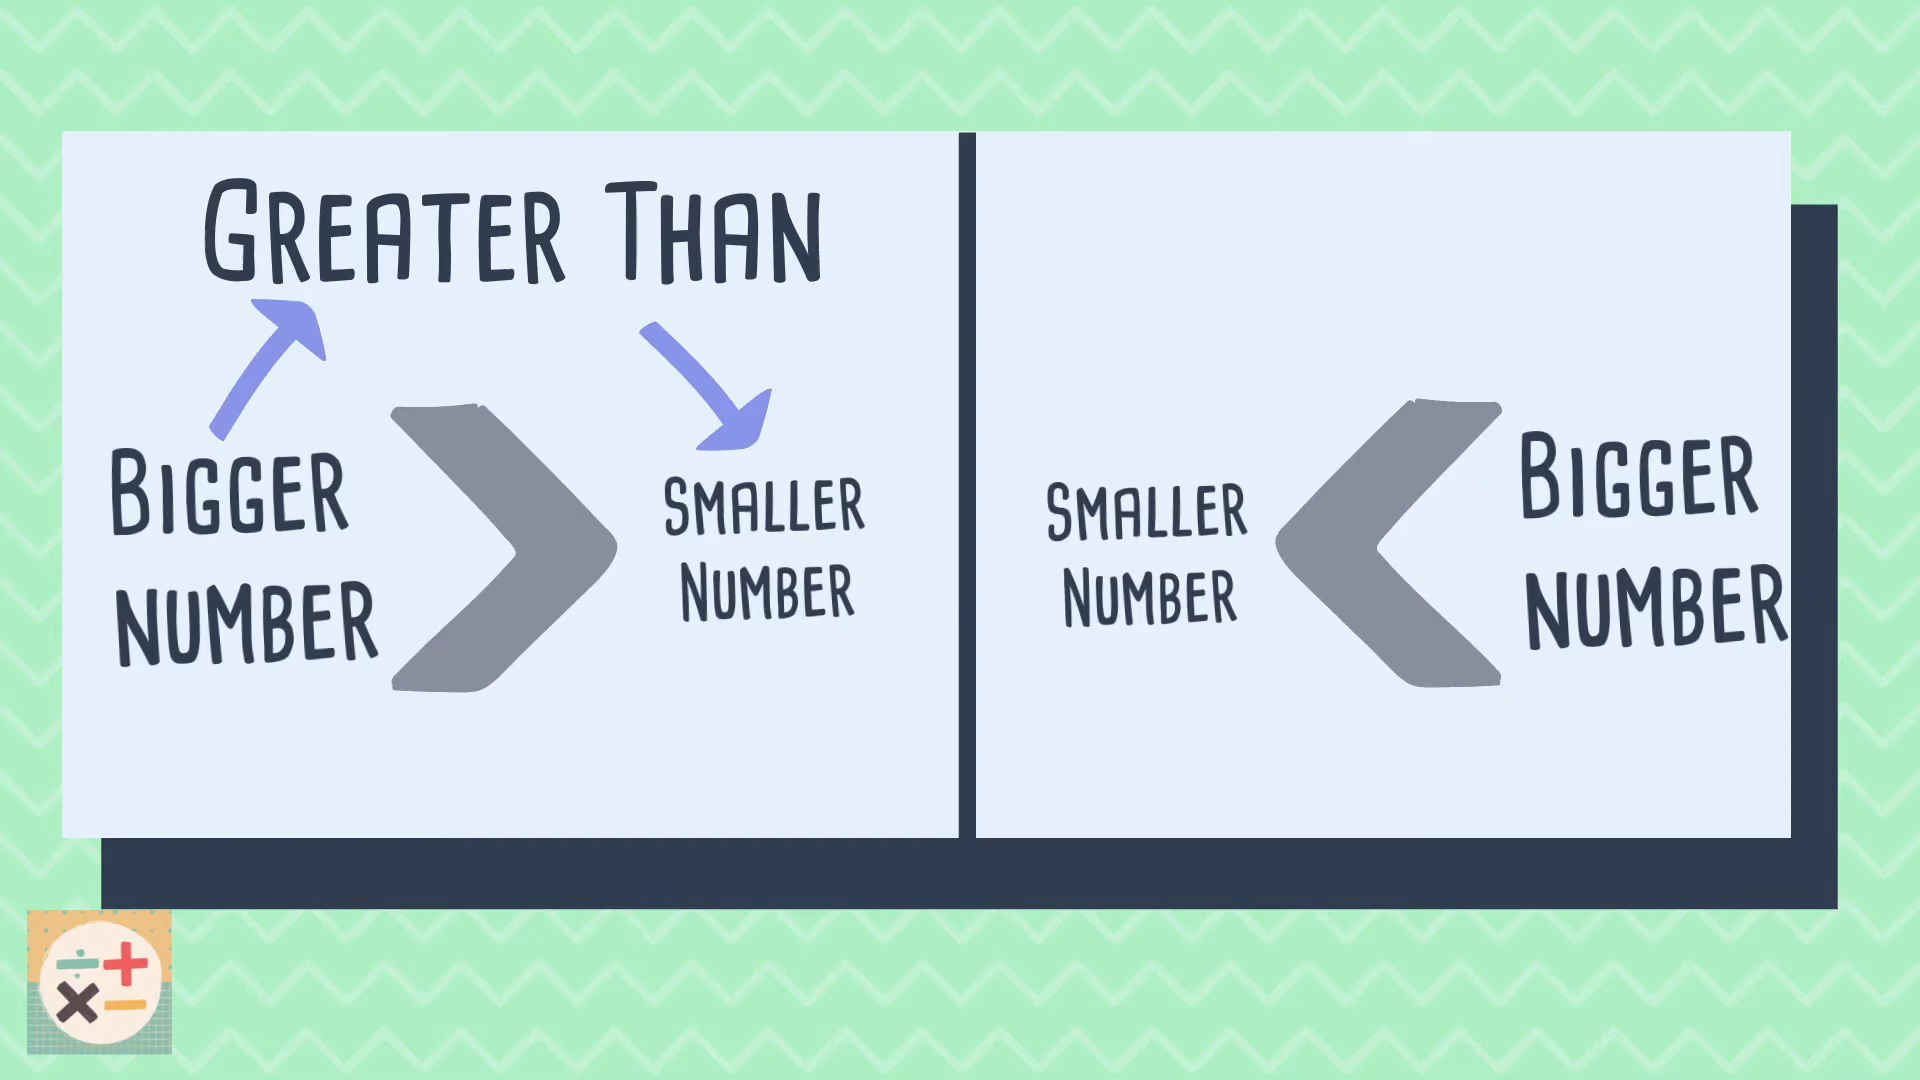 Greater Than
Bigger
number
>
Smaller
Number
Smaller
Number
<
Bigger
number